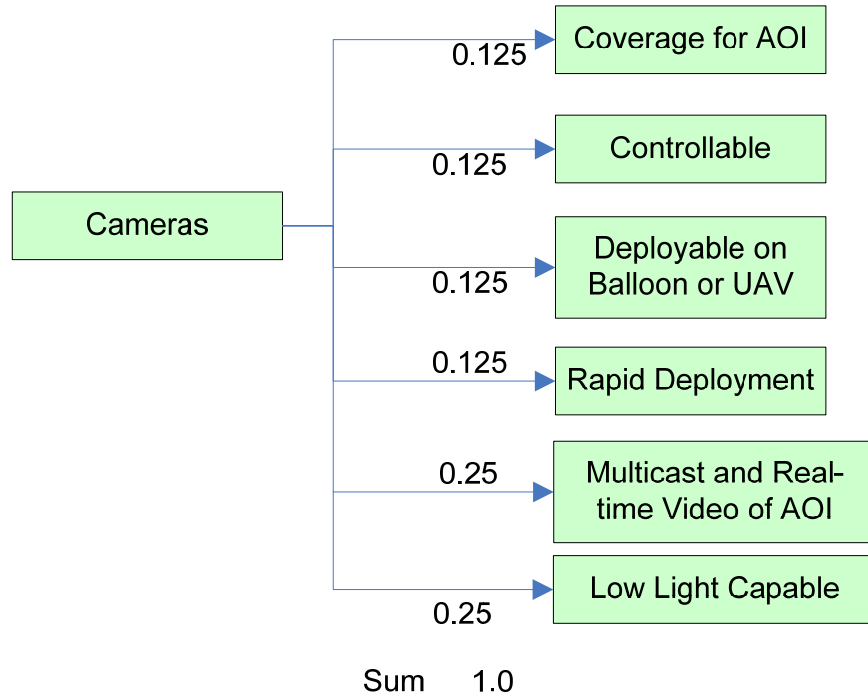 Coverage for AOI
0.125
Controllable
0.125
Cameras
Deployable on
Balloon or UAV
0.125
0.125
Rapid Deployment
0.25
Multicast and Real-
time Video of AOI
Low Light Capable
0.25
Sum 1.0